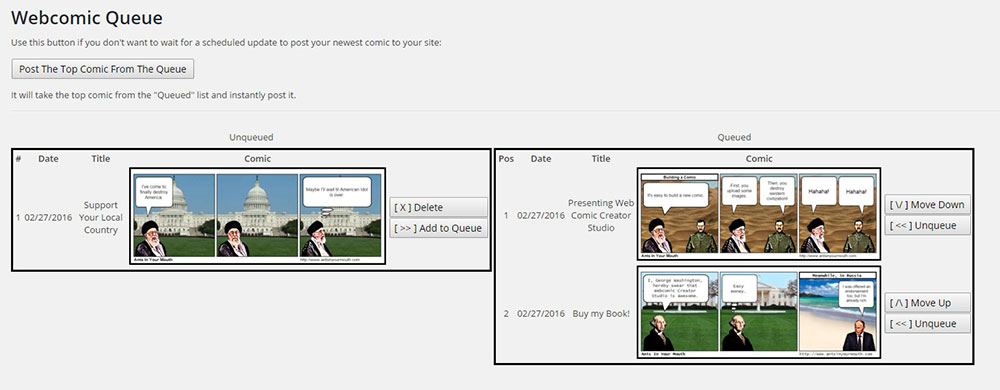 Webcomic Queue
Use this button if you don't want to wait for a scheduled update to post your newest comic to your site:
Post The Top Comic From The Queue
It will take the top comic from the "Queued" list and instantly post it.
Unqueued
# Date Title Comic
1 02/27/2016 Support Your Local Country
I've come to
finally destroy
America.
Maybe I'll wait til American Idol
is over.
Ants In Your Mouth http://www.antsinyourmouth.com
[ X ] Delete
[ >> ] Add to Queue
Queued
Pos Date Title Comic
1 02/27/2016 Presenting Web Comic Creator Studio
Building a Comic
It's easy to build a new comic.
First, you
upload some
images.
Then, you
destroy
western
civilization!
Hahaha!
Hahaha!
Ants In Your Mouth http://www.antsinyourmouth.com
[ \/ ] Move Down
[ << ] Unqueue
2 02/27/2016 Buy my Book!
I, George Washington,
hereby swear that
Webcomic Creator
Studio is awesome.
Easy
money.
Meanwhile, in Russia
I was offered an
endorsement
too, but I'm
already rich.
Ants In Your Mouth http://www.antsinyourmouth.com
[ /\ ] Move Up
[ << ] Unqueue